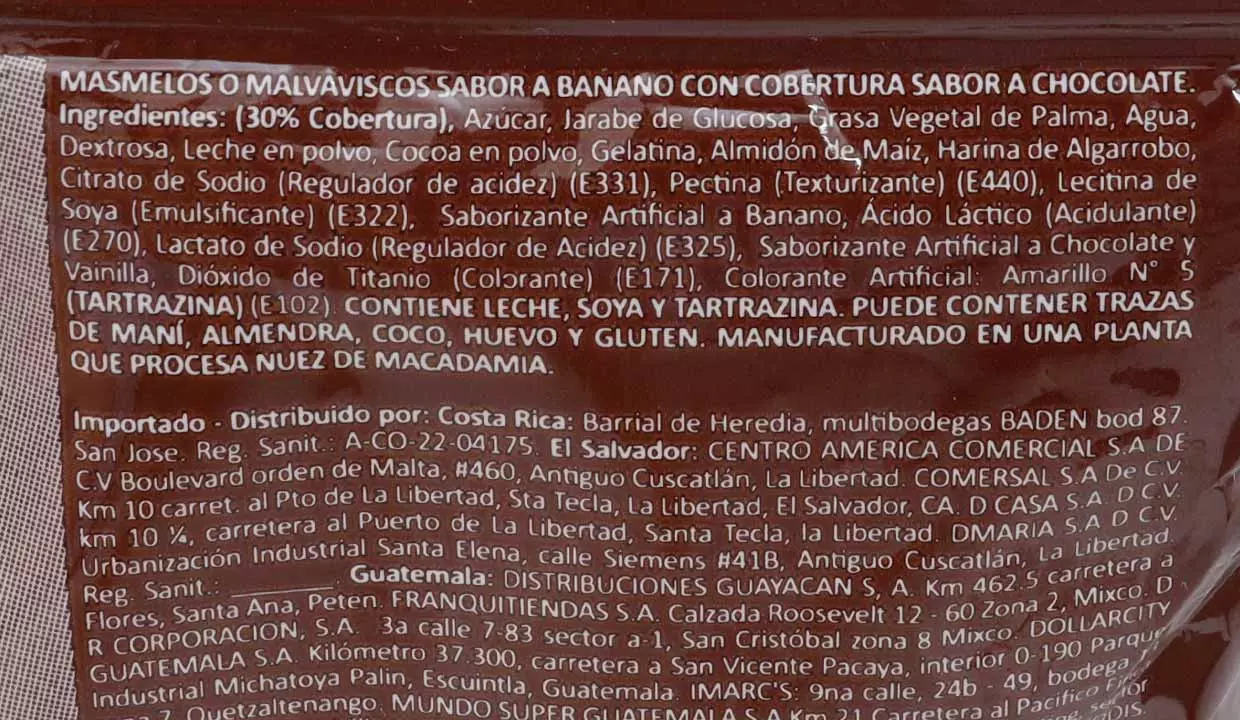 MASMELOS O MALVAVISCOS SABOR A BANANO CON COBERTURA SABOR A CHOCOLATE.
Ingredientes: (30% Cobertura), Azúcar, Jarabe de Glucosa, Grasa Vegetal de Palma, Agua,
Dextrosa, Leche en polvo, Cocoa en polvo, Gelatina, Almidón de Maíz, Harina de Algarrobo,
Citrato de Sodio (Regulador de acidez) (E331), Pectina (Texturizante) (E440), Lecitina de
Soya (Emulsificante) (E322), Saborizante Artificial a Banano, Ácido Láctico (Acidulante)
(E270), Lactato de Sodio (Regulador de Acidez) (E325), Saborizante Artificial a Chocolate y
Vainilla, Dióxido de Titanio (Colorante) (E171), Colorante Artificial: Amarillo N° 5
(TARTRAZINA) (E102). CONTIENE LECHE, SOYA Y TARTRAZINA. PUEDE CONTENER TRAZAS
DE MANÍ, ALMENDRA, COCO, HUEVO Y GLUTEN. MANUFACTURADO EN UNA PLANTA
QUE PROCESA NUEZ DE MACADAMIA.
Importado - Distribuido por: Costa Rica: Barrial de Heredia, multibodegas BADEN bod 87.
San Jose. Reg. Sanit.: A-CO-22-04175. El Salvador: CENTRO AMERICA COMERCIAL S.A DE
C.V Boulevard orden de Malta, #460, Antiguo Cuscatlán, La Libertad. COMERSAL S.A De C.V.
Km 10 carret. al Pto de La Libertad, Sta Tecla, La Libertad, El Salvador, CA. D CASA S.A. D C.V.
km 10 ¼, carretera al Puerto de La Libertad, Santa Tecla, la Libertad. DMARIA S.A D C.V.
Urbanización Industrial Santa Elena, calle Siemens #41B, Antiguo Cuscatlán, La Libertad.
Reg. Sanit.: ________. Guatemala: DISTRIBUCIONES GUAYACAN S, A. Km 462.5 carretera a
Flores, Santa Ana, Peten. FRANQUITIENDAS S.A. Calzada Roosevelt 12 - 60 Zona 2, Mixco. D
R CORPORACION, S.A. 3a calle 7-83 sector a-1, San Cristóbal zona 8 Mixco. DOLLARCITY
GUATEMALA S.A. Kilómetro 37.300, carretera a San Vicente Pacaya, interior 0-190 Parque
Industrial Michatoya Palin, Escuintla, Guatemala. IMARC'S: 9na calle, 24b - 49, bodega
7, Quetzaltenango. MUNDO SUPER GUATEMALA S.A Km 21 Carretera al Pacifico